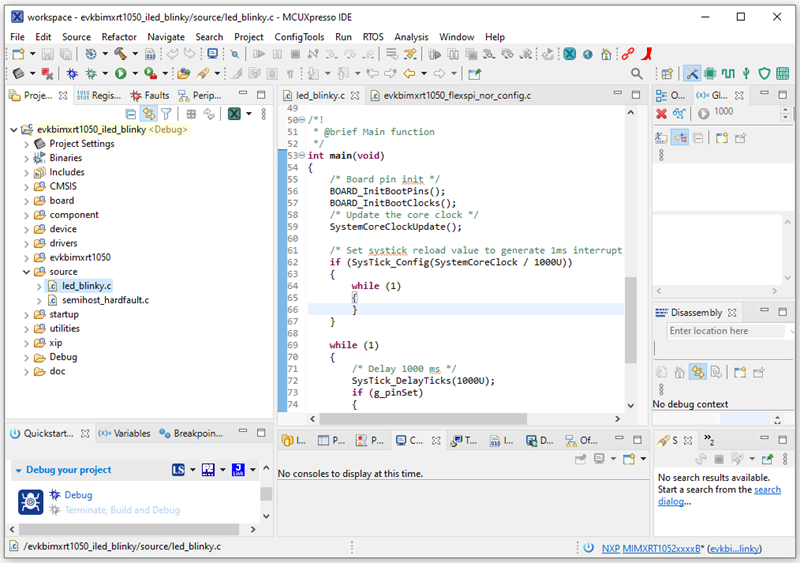 workspace - evkbimxrt1050_iled_blinky/source/led_blinky.c - MCUXpresso IDE
File Edit Source Refactor Navigate Search Project ConfigTools Run RTOS Analysis Window Help
Proje... Regis... Faults Periph...
evkbimxrt1050_iled_blinky <Debug>
Project Settings
Binaries
Includes
CMSIS
board
component
device
drivers
evkbimxrt1050
source
led_blinky.c
semihost_hardfault.c
startup
utilities
xip
Debug
doc
led_blinky.c evkbimxrt1050_flexspi_nor_config.c
49
50 /*!
51 * @brief Main function
52 */
53 int main(void)
54 {
55 /* Board pin init */
56 BOARD_InitBootPins();
57 BOARD_InitBootClocks();
58 /* Update the core clock */
59 SystemCoreClockUpdate();
60
61 /* Set systick reload value to generate 1ms interrupt
62 if (SysTick_Config(SystemCoreClock / 1000U))
63 {
64 while (1)
65 {
66 }
67 }
68
69 while (1)
70 {
71 /* Delay 1000 ms */
72 SysTick_DelayTicks(1000U);
73 if (g_pinSet)
74 {
O... Gl...
1000
Disassembly
Enter location here
No debug context
Quickstart... (x)= Variables Breakpoin...
Debug your project
LS
Debug
Terminate, Build and Debug
I... P... P... C... T... I... D... Of...
No consoles to display at this time.
S »2
No search results available.
Start a search from the search
dialog...
/evkbimxrt1050_iled_blinky/source/led_blinky.c
NXP MIMXRT1052xxxxB* (evkbi...linky)